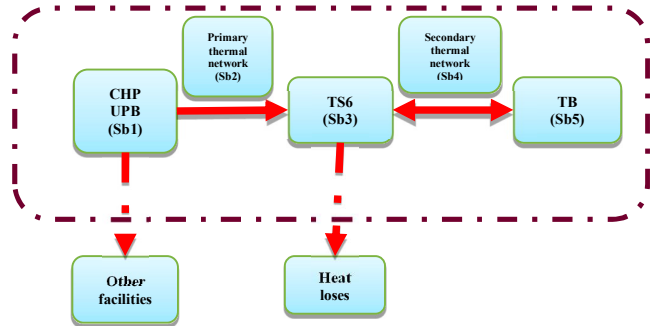 Primary
thermal
network
(Sb2)
Secondary
thermal
network
(Sb4)
CHP
UPB
(Sb1)
TS6
(Sb3)
TB
(Sb5)
Other
facilities
Heat
loses